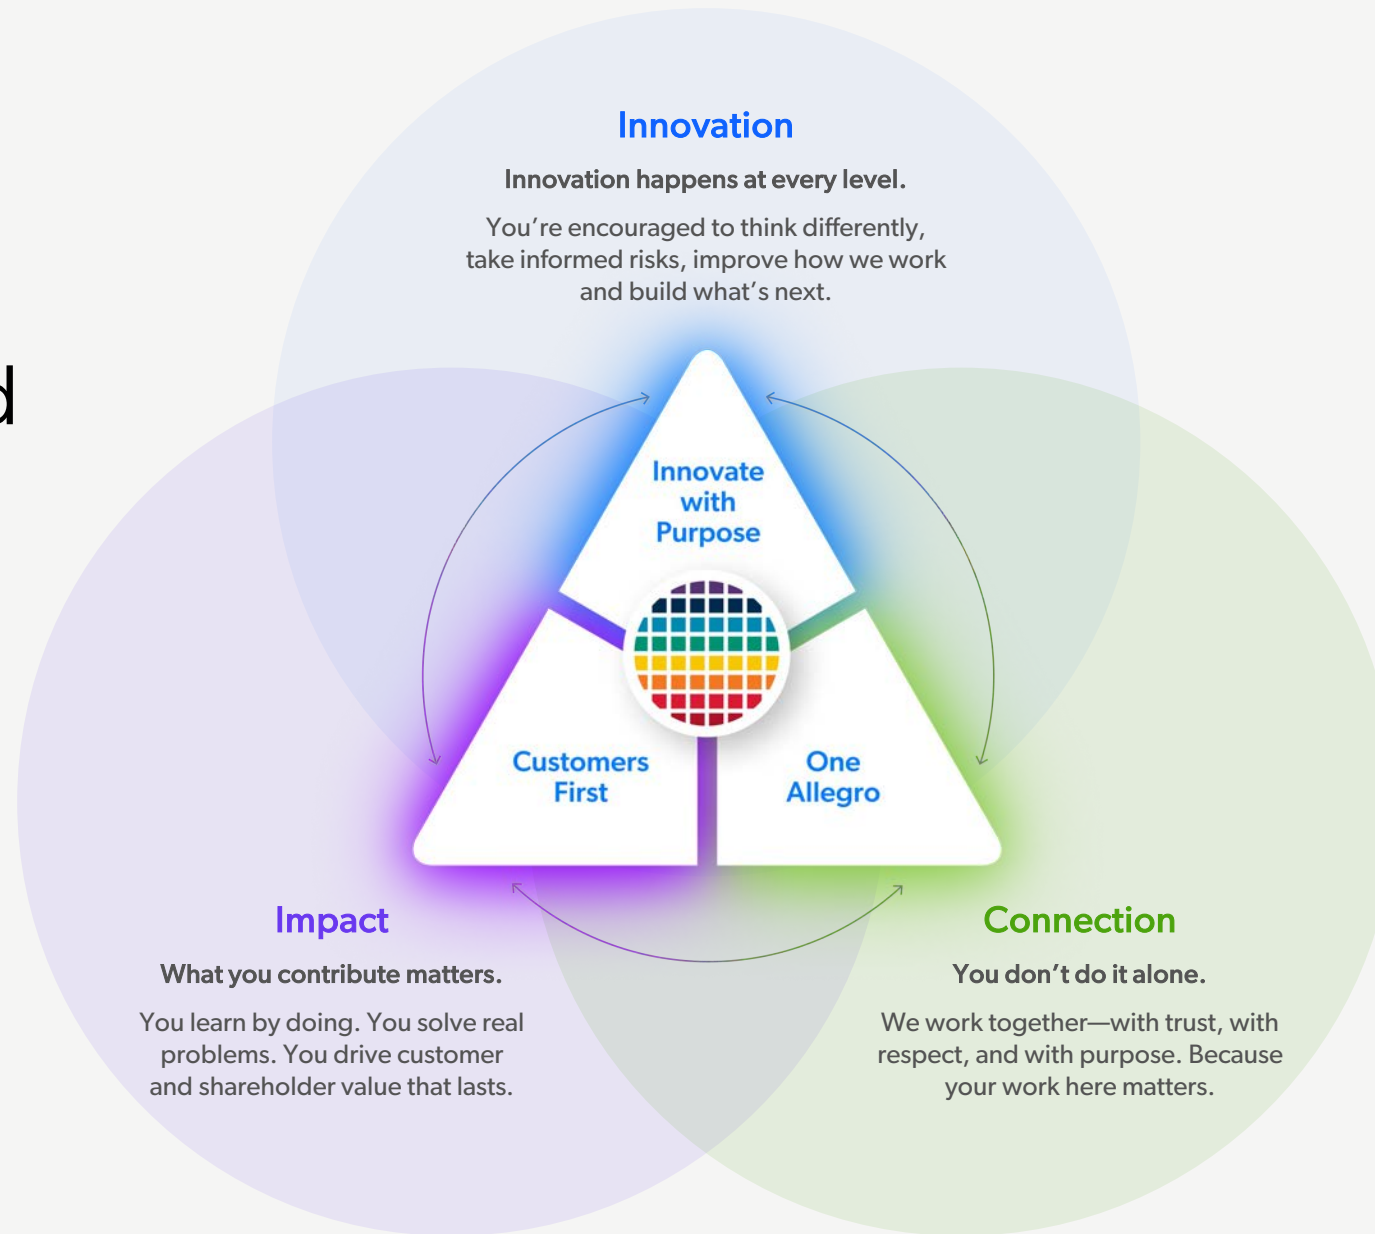 Innovation
Innovation happens at every level.
You’re encouraged to think differently,
take informed risks, improve how we work
and build what’s next.
Innovate
with
Purpose
Customers
First
One
Allegro
Impact
What you contribute matters.
You learn by doing. You solve real
problems. You drive customer
and shareholder value that lasts.
Connection
You don’t do it alone.
We work together—with trust, with
respect, and with purpose. Because
your work here matters.